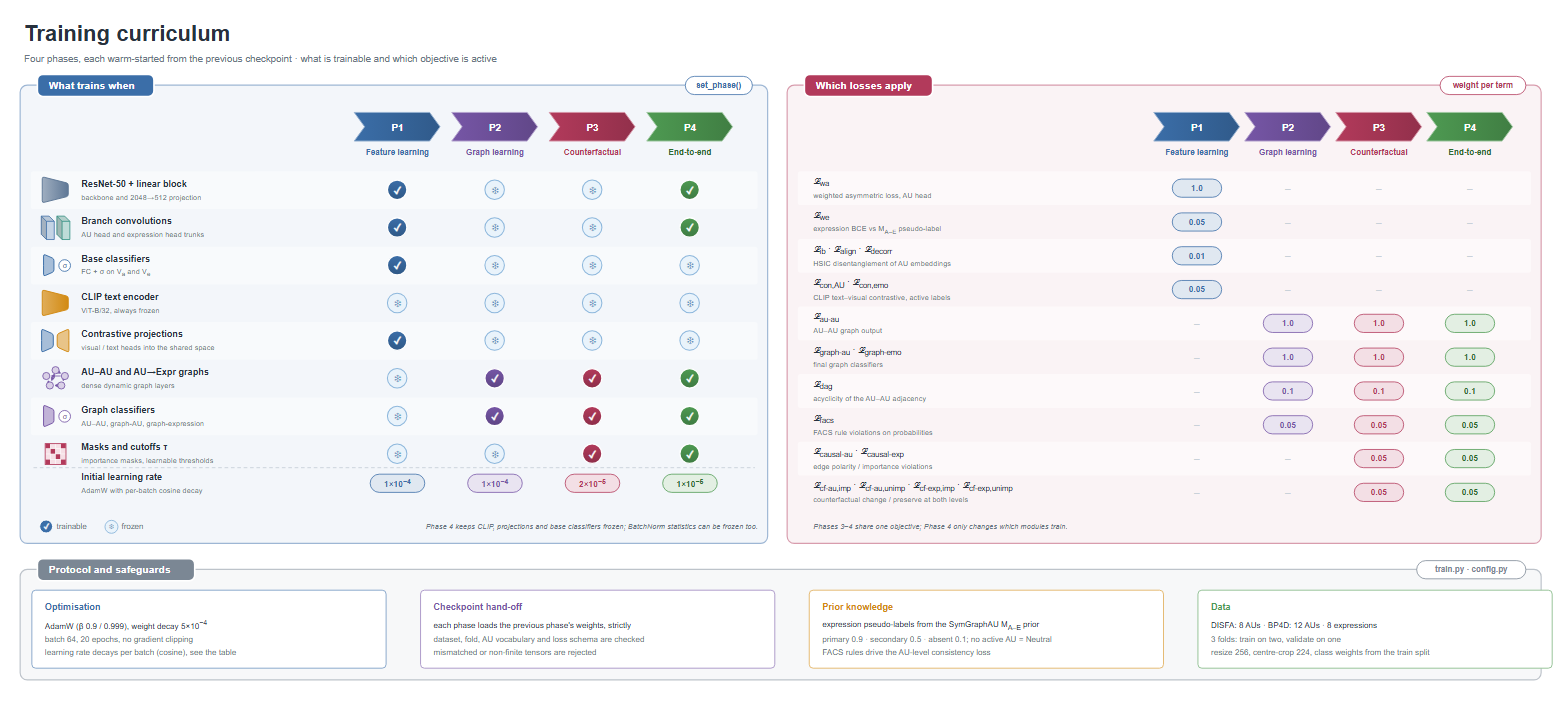 Training curriculum
Four phases, each warm-started from the previous checkpoint · what is trainable and which objective is active
What trains when
set_phase()
P1 P2 P3 P4
Feature learning Graph learning Counterfactual End-to-end
ResNet-50 + linear block
backbone and 2048→512 projection
Branch convolutions
AU head and expression head trunks
Base classifiers
FC + σ on Va and Ve
CLIP text encoder
ViT-B/32, always frozen
Contrastive projections
visual / text heads into the shared space
AU–AU and AU→Expr graphs
dense dynamic graph layers
Graph classifiers
AU–AU, graph-AU, graph-expression
Masks and cutoffs τ
importance masks, learnable thresholds
Initial learning rate
AdamW with per-batch cosine decay
1×10⁻⁴ 1×10⁻⁴ 2×10⁻⁵ 1×10⁻⁶
trainable frozen
Phase 4 keeps CLIP, projections and base classifiers frozen; BatchNorm statistics can be frozen too.
Which losses apply
weight per term
P1 P2 P3 P4
Feature learning Graph learning Counterfactual End-to-end
ℒwa 1.0 – – –
weighted asymmetric loss, AU head
ℒwe 0.05 – – –
expression BCE vs MA–E pseudo-label
ℒib · ℒalign · ℒdecorr 0.01 – – –
HSIC disentanglement of AU embeddings
ℒcon,AU · ℒcon,emo 0.05 – – –
CLIP text–visual contrastive, active labels
ℒau-au – 1.0 1.0 1.0
AU–AU graph output
ℒgraph-au · ℒgraph-emo – 1.0 1.0 1.0
final graph classifiers
ℒdag – 0.1 0.1 0.1
acyclicity of the AU–AU adjacency
ℒfacs – 0.05 0.05 0.05
FACS rule violations on probabilities
ℒcausal-au · ℒcausal-exp – – 0.05 0.05
edge polarity / importance violations
ℒcf-au,imp · ℒcf-au,unimp · ℒcf-exp,imp · ℒcf-exp,unimp – – 0.05 0.05
counterfactual change / preserve at both levels
Phases 3–4 share one objective; Phase 4 only changes which modules train.
Protocol and safeguards
train.py · config.py
Optimisation
AdamW (β 0.9 / 0.999), weight decay 5×10⁻⁴
batch 64, 20 epochs, no gradient clipping
learning rate decays per batch (cosine), see the table
Checkpoint hand-off
each phase loads the previous phase's weights, strictly
dataset, fold, AU vocabulary and loss schema are checked
mismatched or non-finite tensors are rejected
Prior knowledge
expression pseudo-labels from the SymGraphAU MA–E prior
primary 0.9 · secondary 0.5 · absent 0.1; no active AU = Neutral
FACS rules drive the AU-level consistency loss
Data
DISFA: 8 AUs · BP4D: 12 AUs · 8 expressions
3 folds: train on two, validate on one
resize 256, centre-crop 224, class weights from the train split